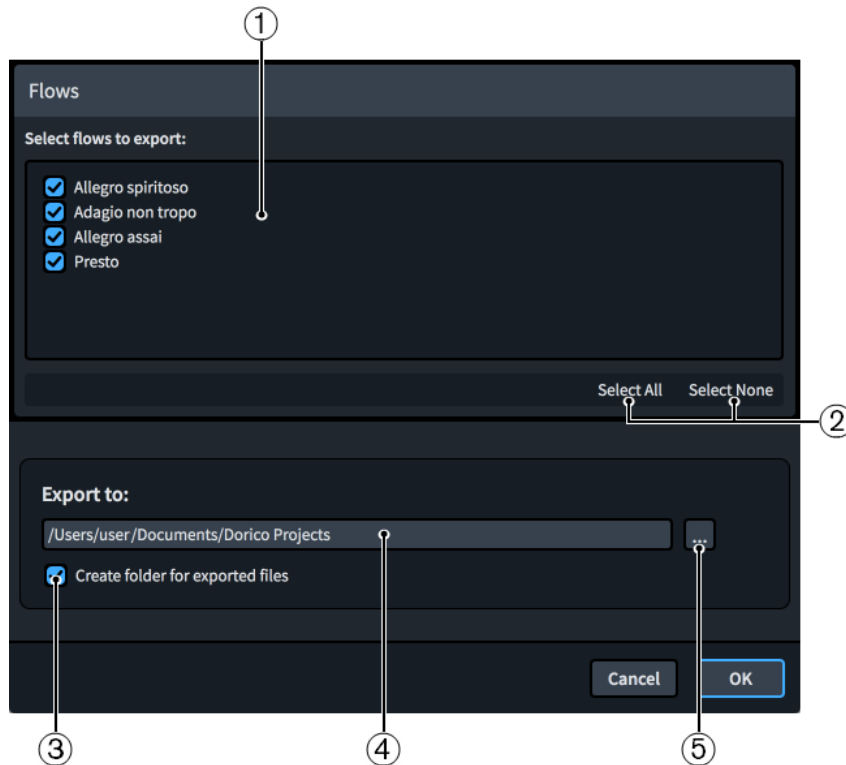 ①
Flows
Select flows to export:
Allegro spiritoso
Adagio non tropo
Allegro assai
Presto
Select All Select None
②
Export to:
/Users/user/Documents/Dorico Projects
...
Create folder for exported files
Cancel OK
③ ④ ⑤